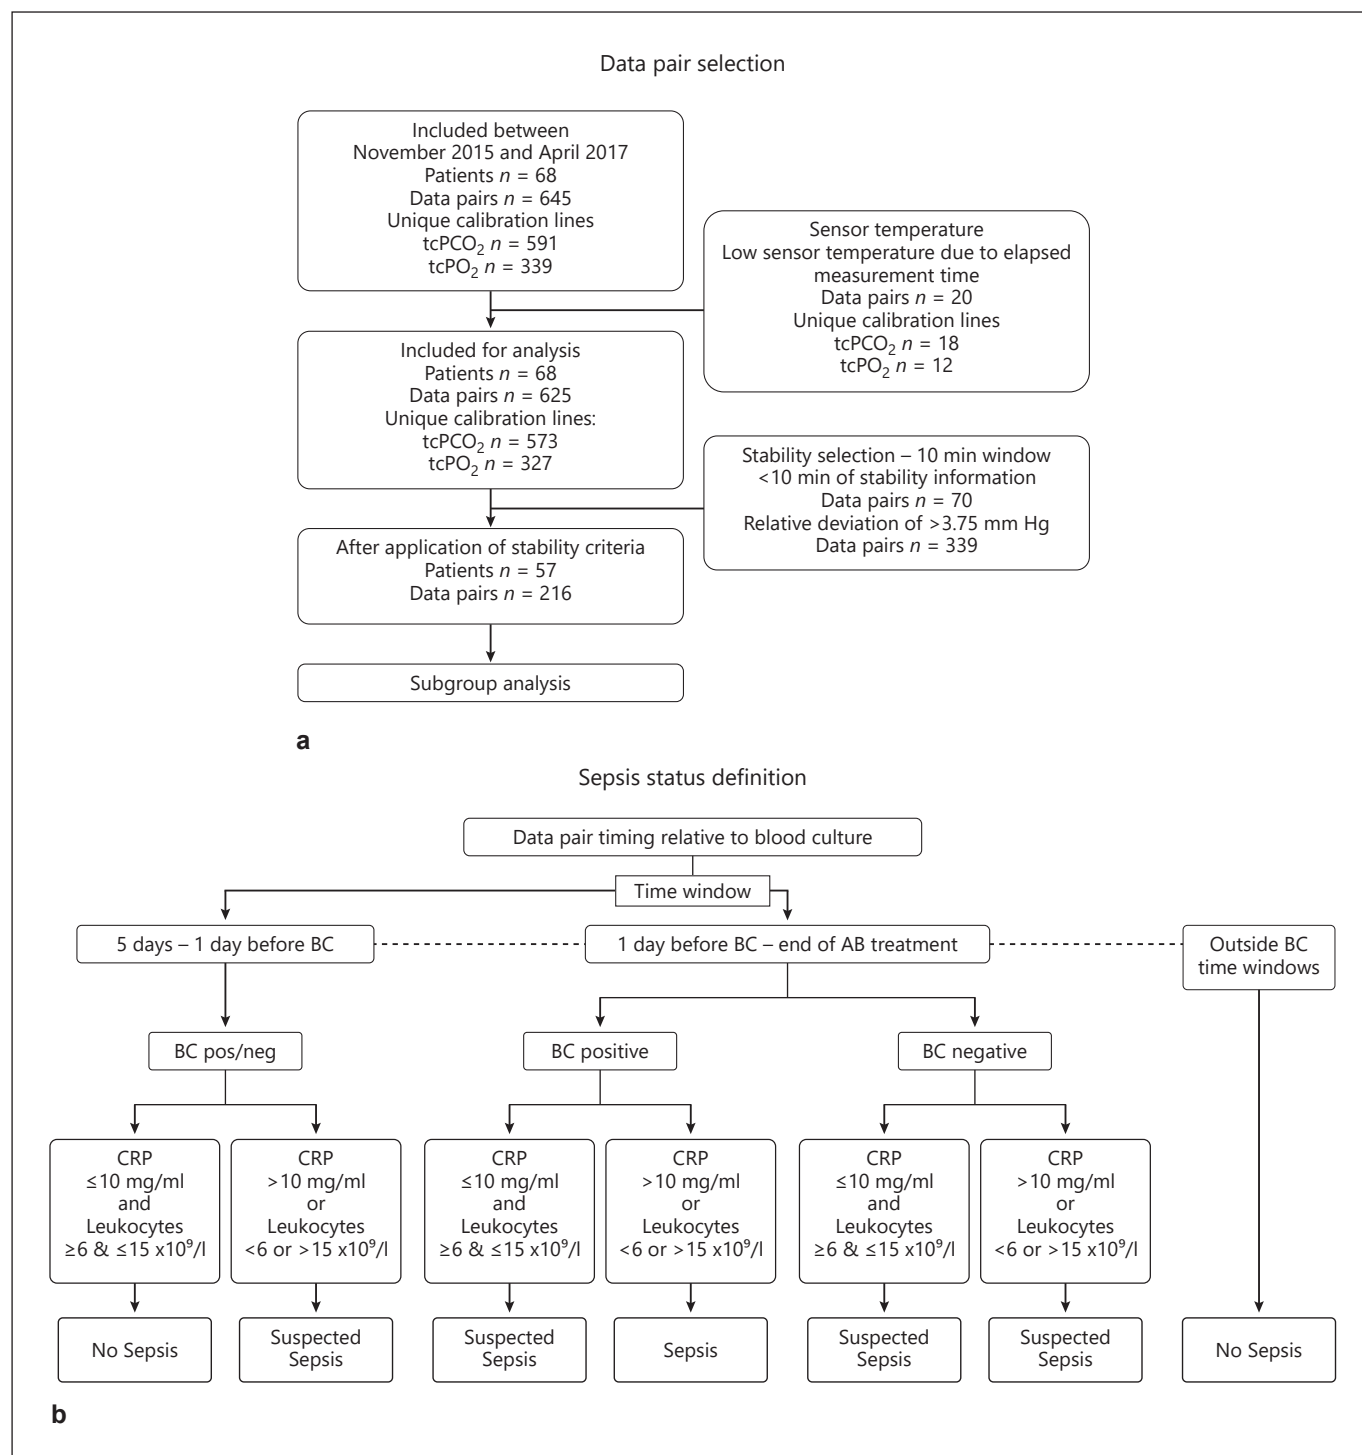 Data pair selection
Included between
November 2015 and April 2017
Patients n = 68
Data pairs n = 645
Unique calibration lines
tcPCO₂ n = 591
tcPO₂ n = 339
Sensor temperature
Low sensor temperature due to elapsed
measurement time
Data pairs n = 20
Unique calibration lines
tcPCO₂ n = 18
tcPO₂ n = 12
Included for analysis
Patients n = 68
Data pairs n = 625
Unique calibration lines:
tcPCO₂ n = 573
tcPO₂ n = 327
Stability selection – 10 min window
<10 min of stability information
Data pairs n = 70
Relative deviation of >3.75 mm Hg
Data pairs n = 339
After application of stability criteria
Patients n = 57
Data pairs n = 216
Subgroup analysis
a
Sepsis status definition
Data pair timing relative to blood culture
Time window
5 days – 1 day before BC
1 day before BC – end of AB treatment
Outside BC
time windows
BC pos/neg
BC positive
BC negative
CRP
≤10 mg/ml
and
Leukocytes
≥6 & ≤15 x10⁹/l
CRP
>10 mg/ml
or
Leukocytes
<6 or >15 x10⁹/l
CRP
≤10 mg/ml
and
Leukocytes
≥6 & ≤15 x10⁹/l
CRP
>10 mg/ml
or
Leukocytes
<6 or >15 x10⁹/l
CRP
≤10 mg/ml
and
Leukocytes
≥6 & ≤15 x10⁹/l
CRP
>10 mg/ml
or
Leukocytes
<6 or >15 x10⁹/l
No Sepsis
Suspected
Sepsis
Suspected
Sepsis
Sepsis
Suspected
Sepsis
Suspected
Sepsis
No Sepsis
b